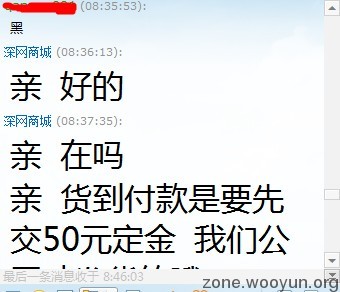 (08:35:53):
黑
深网商城 (08:36:13):
亲 好的
深网商城 (08:37:35):
亲 在吗
亲 货到付款是要先
交50元定金 我们公
最后一条消息收于 8:46:03
zone.wooyun.org